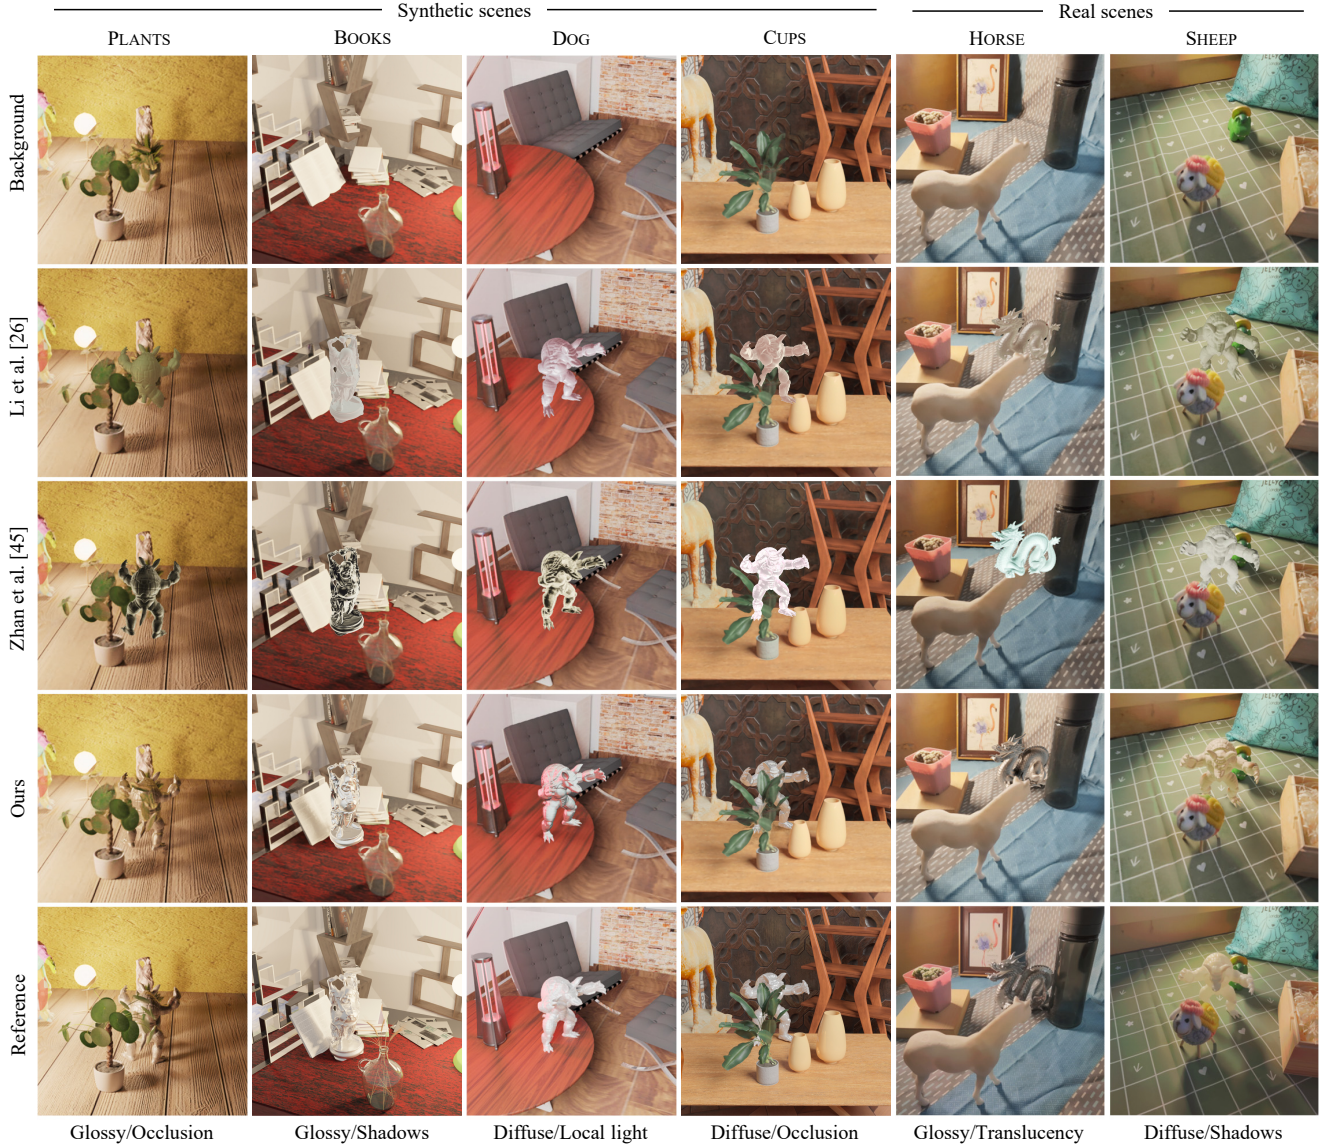 Synthetic scenes Real scenes
PLANTS BOOKS DOG CUPS HORSE SHEEP
Background
Li et al. [26]
Zhan et al. [45]
Ours
Reference
Glossy/Occlusion Glossy/Shadows Diffuse/Local light Diffuse/Occlusion Glossy/Translucency Diffuse/Shadows